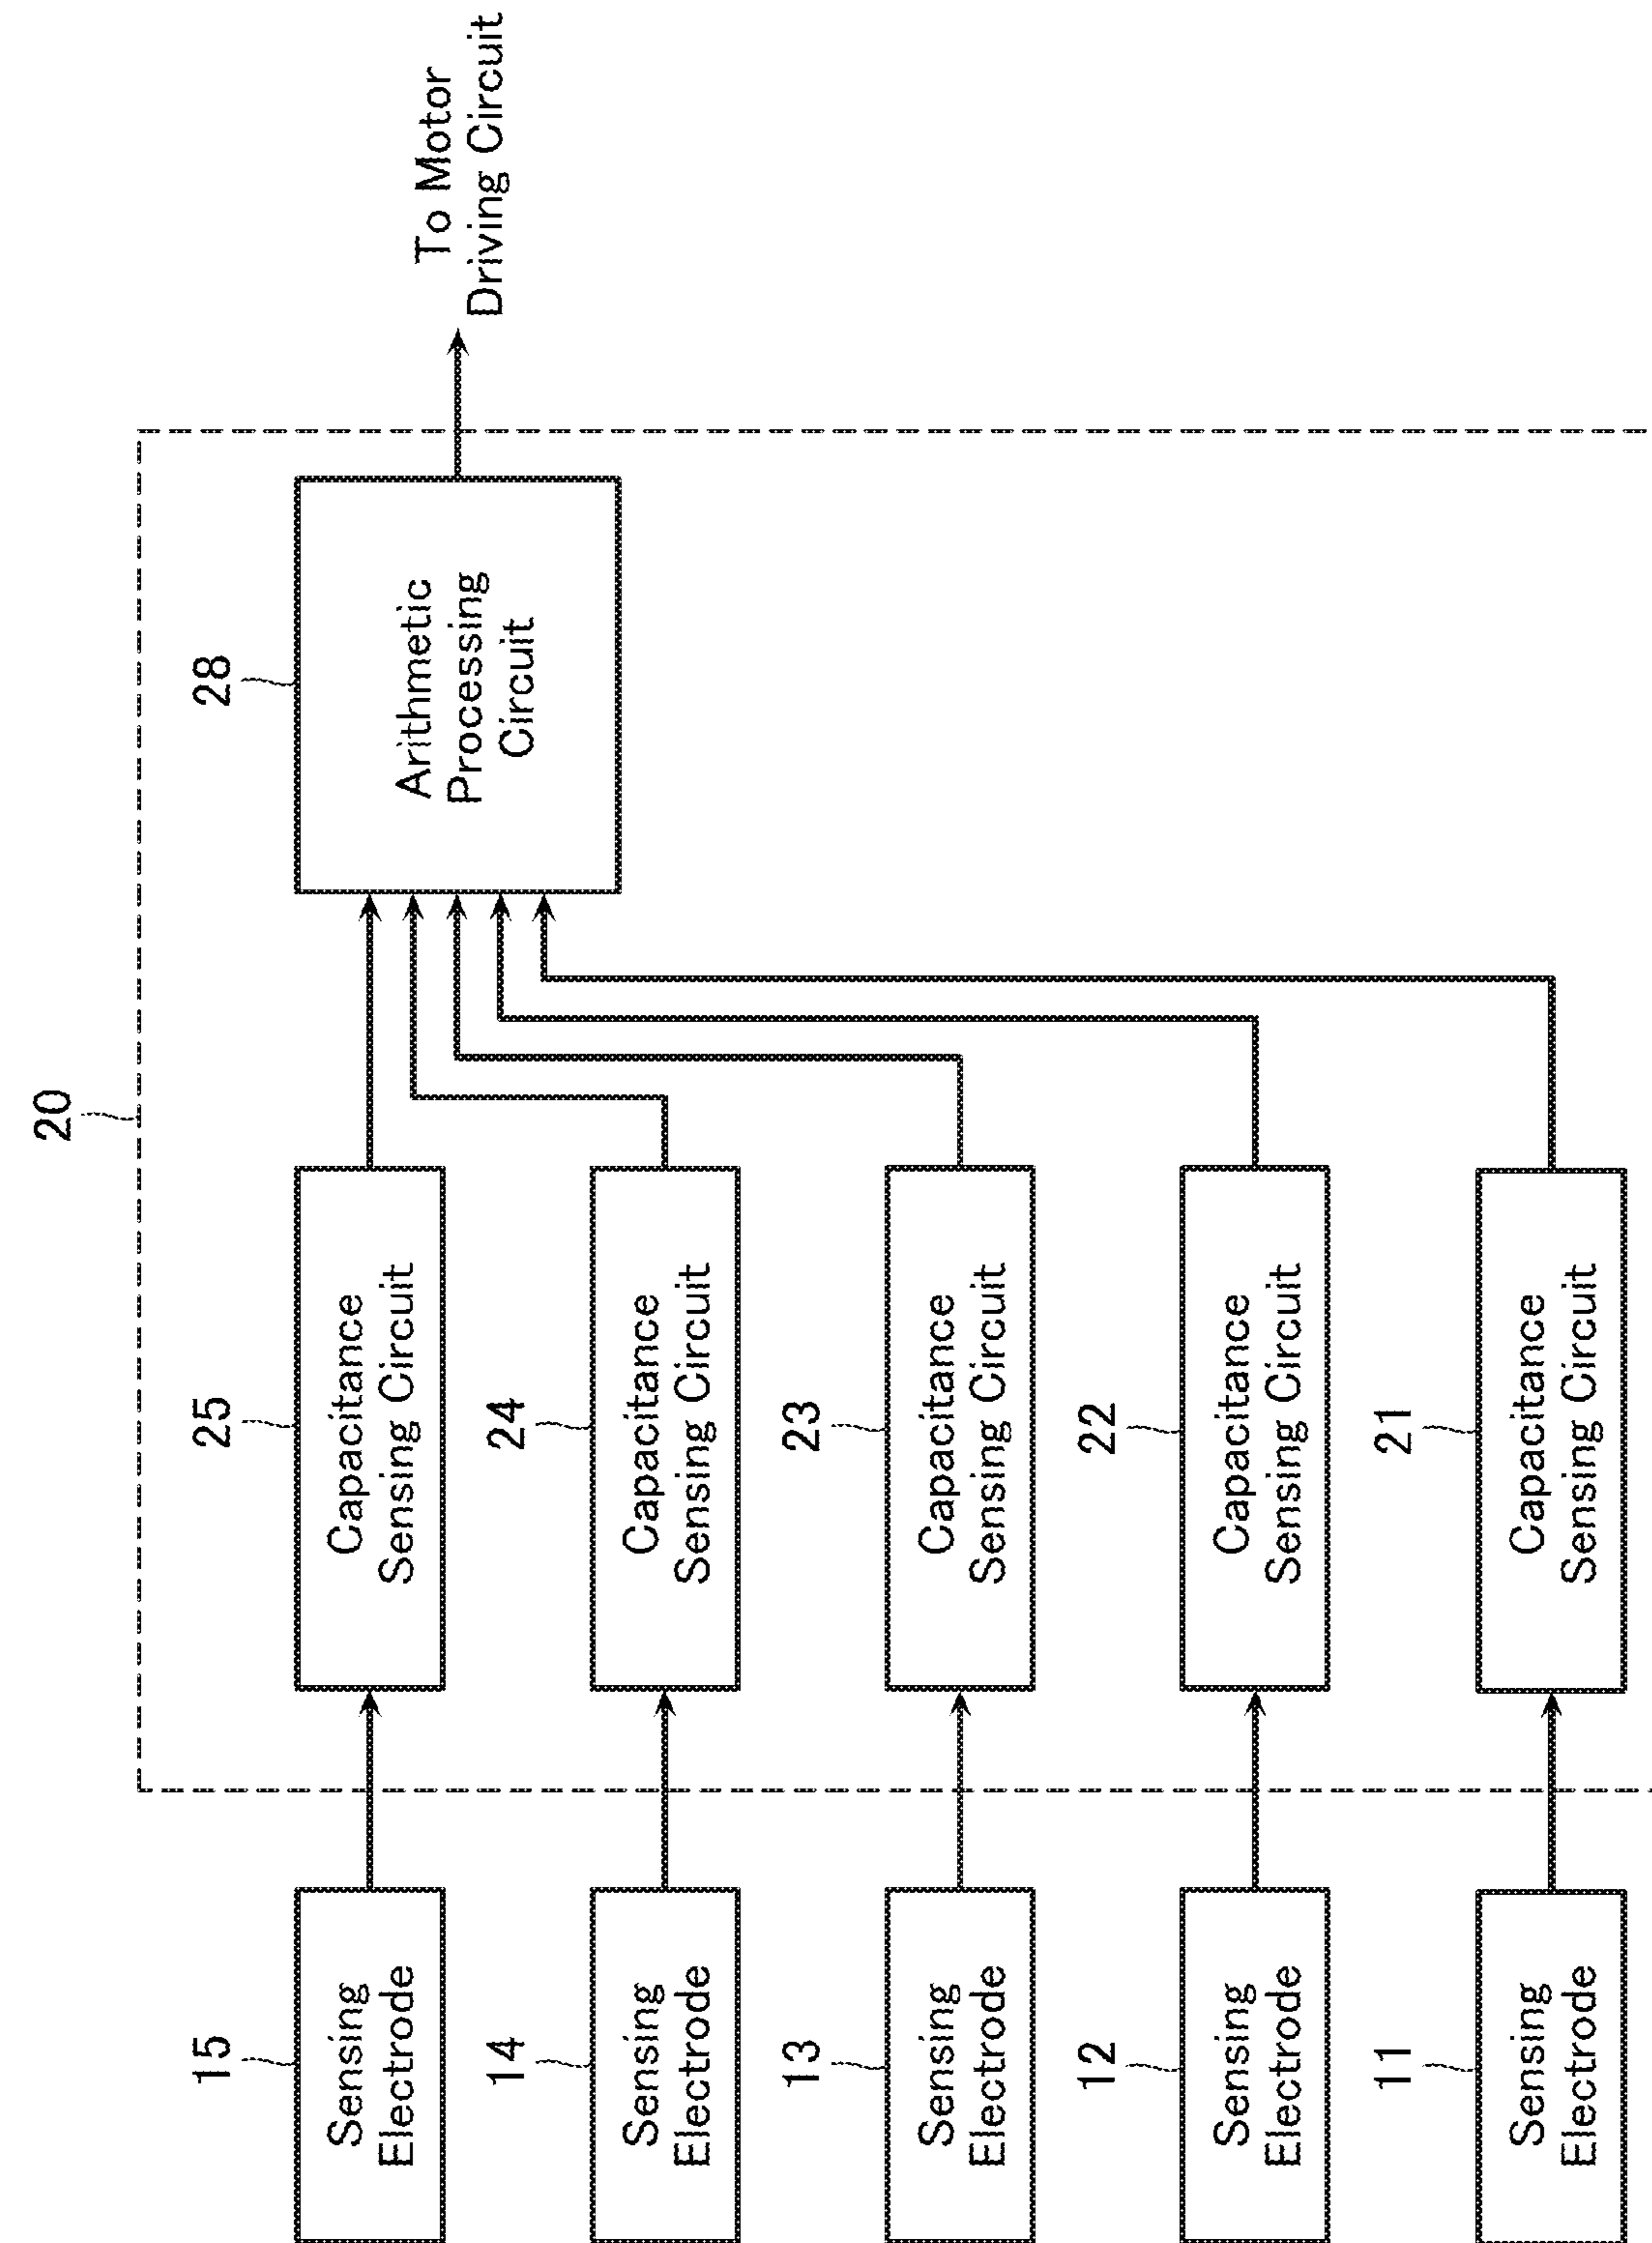 20
15
Sensing
Electrode
25
Capacitance
Sensing Circuit
28
Arithmetic
Processing
Circuit
To Motor
Driving Circuit
14
Sensing
Electrode
24
Capacitance
Sensing Circuit
13
Sensing
Electrode
23
Capacitance
Sensing Circuit
12
Sensing
Electrode
22
Capacitance
Sensing Circuit
11
Sensing
Electrode
21
Capacitance
Sensing Circuit